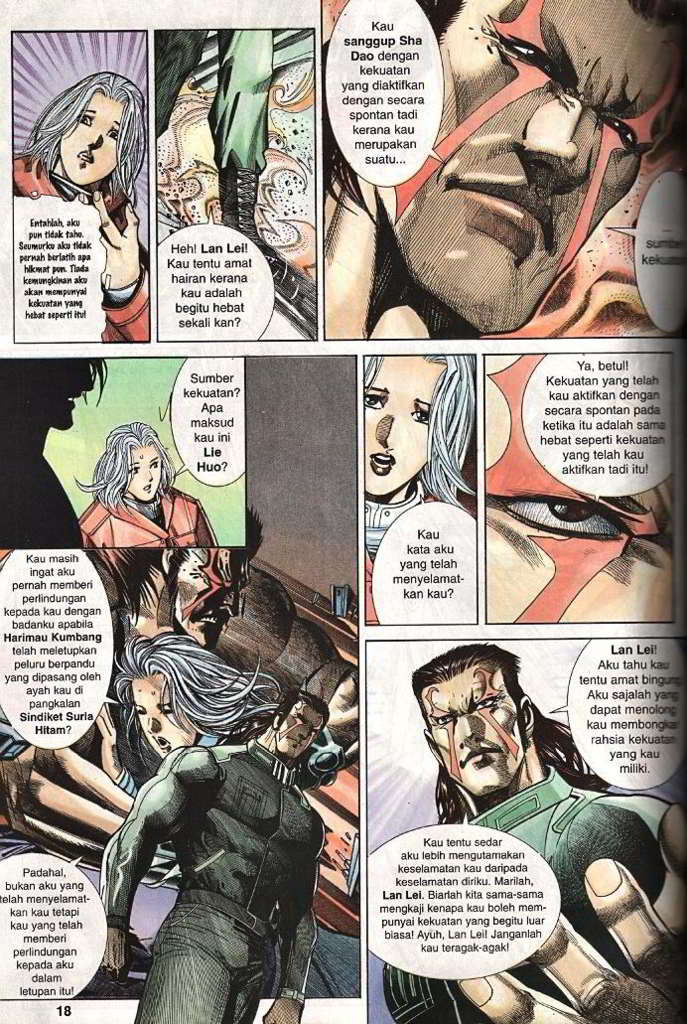 Entahlah, aku
pun tidak tahu.
Seumurku aku tidak
pernah berlatih apa
hikmat pun. Tiada
kemungkinan aku
akan mempunyai
kekuatan yang
hebat seperti itu!
Heh! Lan Lei!
Kau tentu amat
hairan kerana
kau adalah
begitu hebat
sekali kan?
Kau
sanggup Sha
Dao dengan
kekuatan
yang diaktifkan
dengan secara
spontan tadi
kerana kau
merupakan
suatu...
sumber
kekuatan
Sumber
kekuatan?
Apa
maksud
kau ini
Lie
Huo?
Kau
kata aku
yang telah
menyelamat-
kan kau?
Ya, betul!
Kekuatan yang telah
kau aktifkan dengan
secara spontan pada
ketika itu adalah sama
hebat seperti kekuatan
yang telah kau
aktifkan tadi itu!
Kau masih
ingat aku
pernah memberi
perlindungan
kepada kau dengan
badanku apabila
Harimau Kumbang
telah meletupkan
peluru berpandu
yang dipasang oleh
ayah kau di
pangkalan
Sindiket Suria
Hitam?
Padahal,
bukan aku yang
telah menyelamat-
kan kau tetapi
kau yang telah
memberi
perlindungan
kepada aku
dalam
letupan itu!
Lan Lei!
Aku tahu kau
tentu amat bingung
Aku sajalah yang
dapat menolong
kau membongkar
rahsia kekuatan
yang kau
miliki.
Kau tentu sedar
aku lebih mengutamakan
keselamatan kau daripada
keselamatan diriku. Marilah,
Lan Lei. Biarlah kita sama-sama
mengkaji kenapa kau boleh mem-
punyai kekuatan yang begitu luar
biasa! Ayuh, Lan Lei! Janganlah
kau teragak-agak!
18